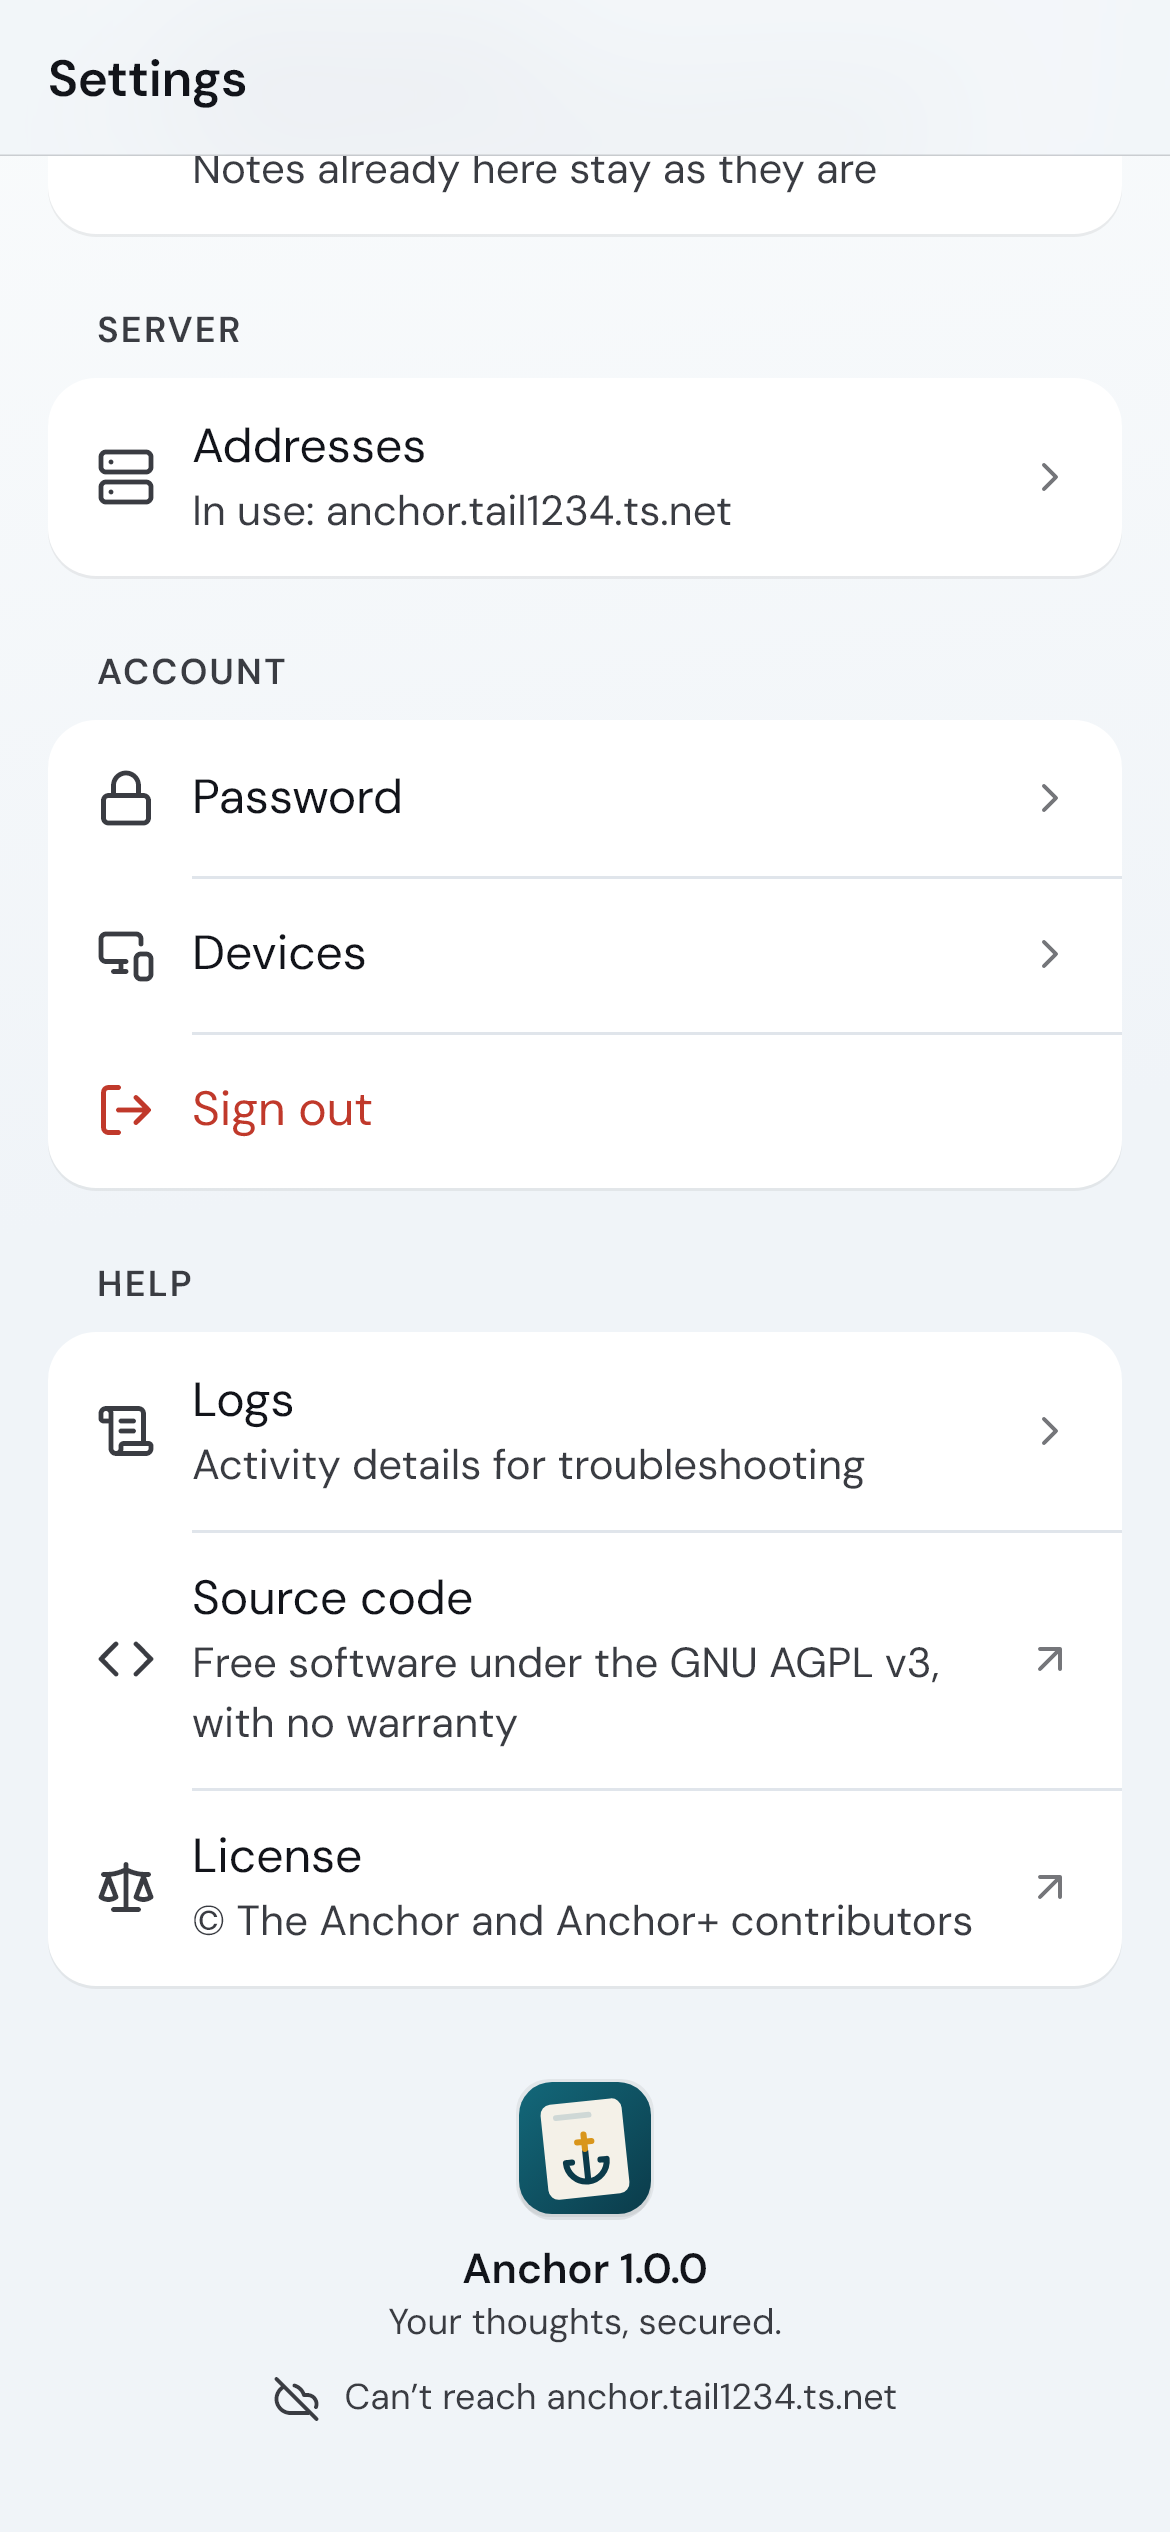 Settings
Notes already here stay as they are
SERVER
Addresses
In use: anchor.tail1234.ts.net
ACCOUNT
Password
Devices
Sign out
HELP
Logs
Activity details for troubleshooting
Source code
Free software under the GNU AGPL v3,
with no warranty
License
© The Anchor and Anchor+ contributors
Anchor 1.0.0
Your thoughts, secured.
Can’t reach anchor.tail1234.ts.net